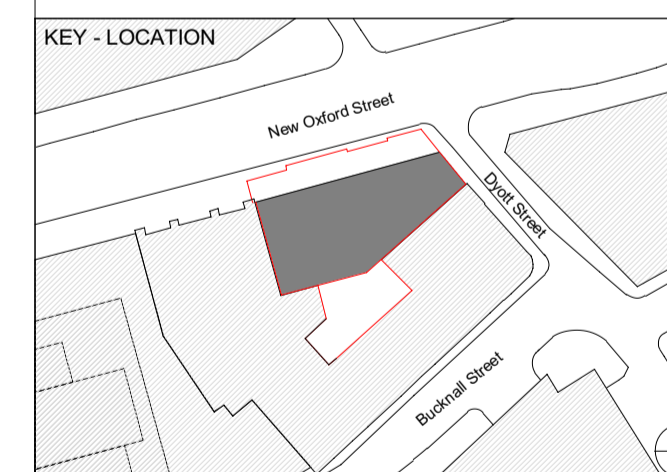 KEY - LOCATION
New Oxford Street
Dyott Street
Bucknall Street